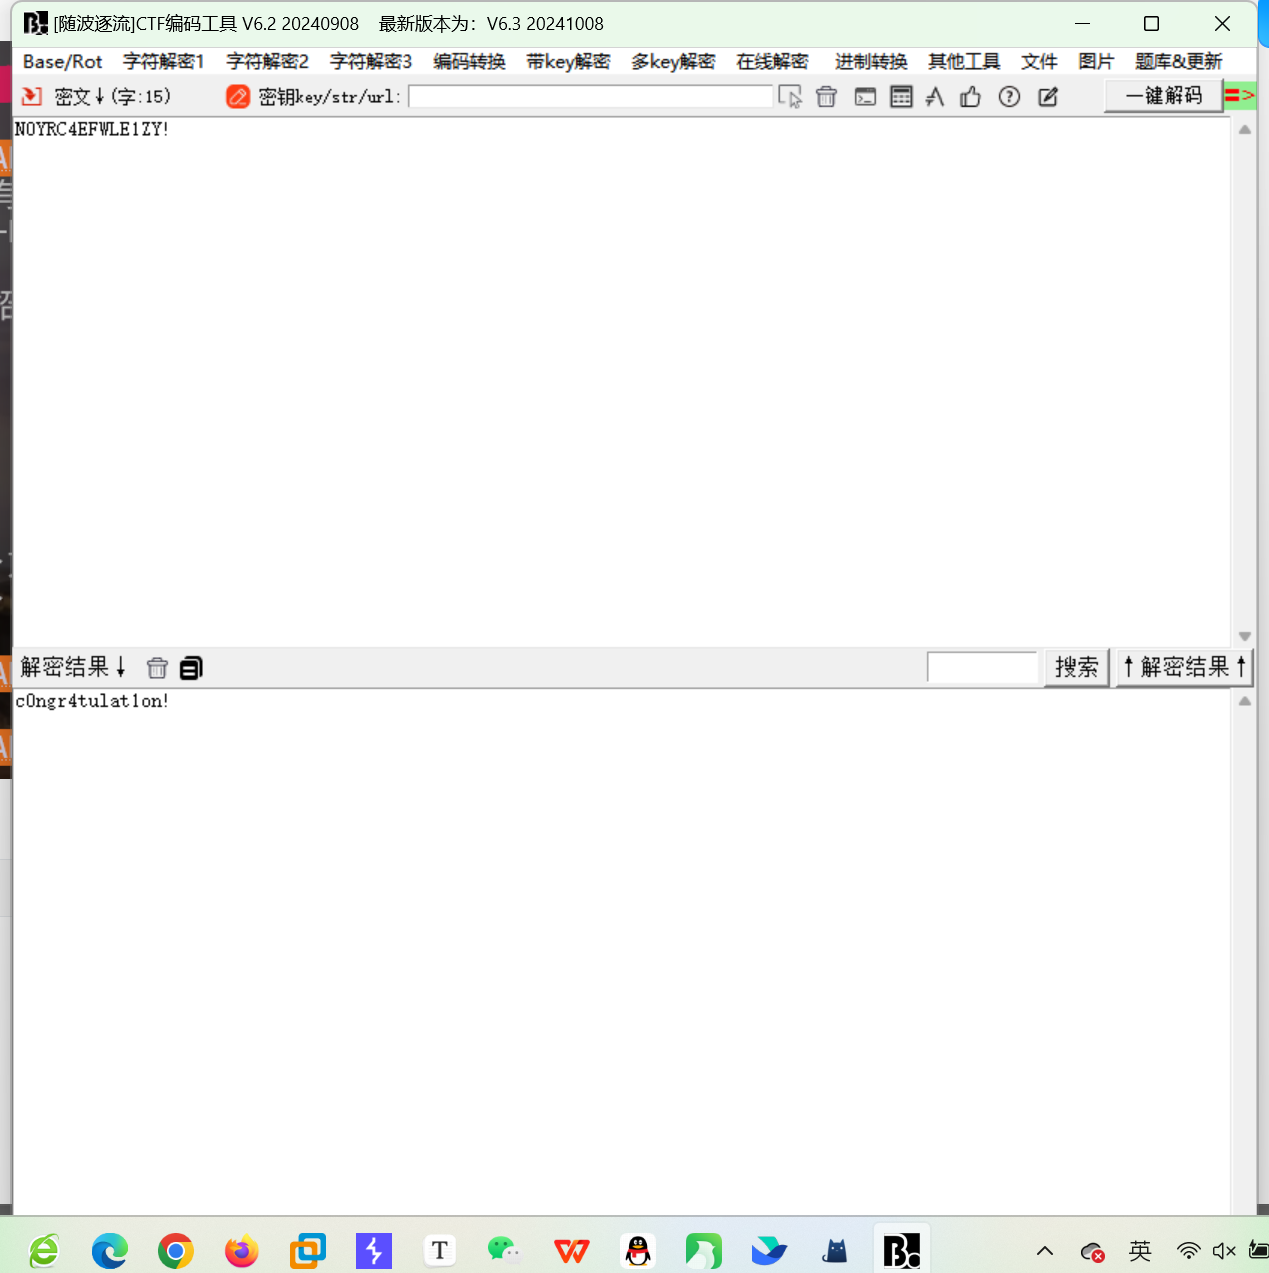 [随波逐流]CTF编码工具 V6.2 20240908 最新版本为：V6.3 20241008
Base/Rot 字符解密1 字符解密2 字符解密3 编码转换 带key解密 多key解密 在线解密 进制转换 其他工具 文件 图片 题库&更新
密文↓(字:15) 密钥key/str/url: 一键解码 =>
N0YRC4EFWLE1ZY!
解密结果↓ 搜索 ↑解密结果↑
c0ngr4tulat1on!
英